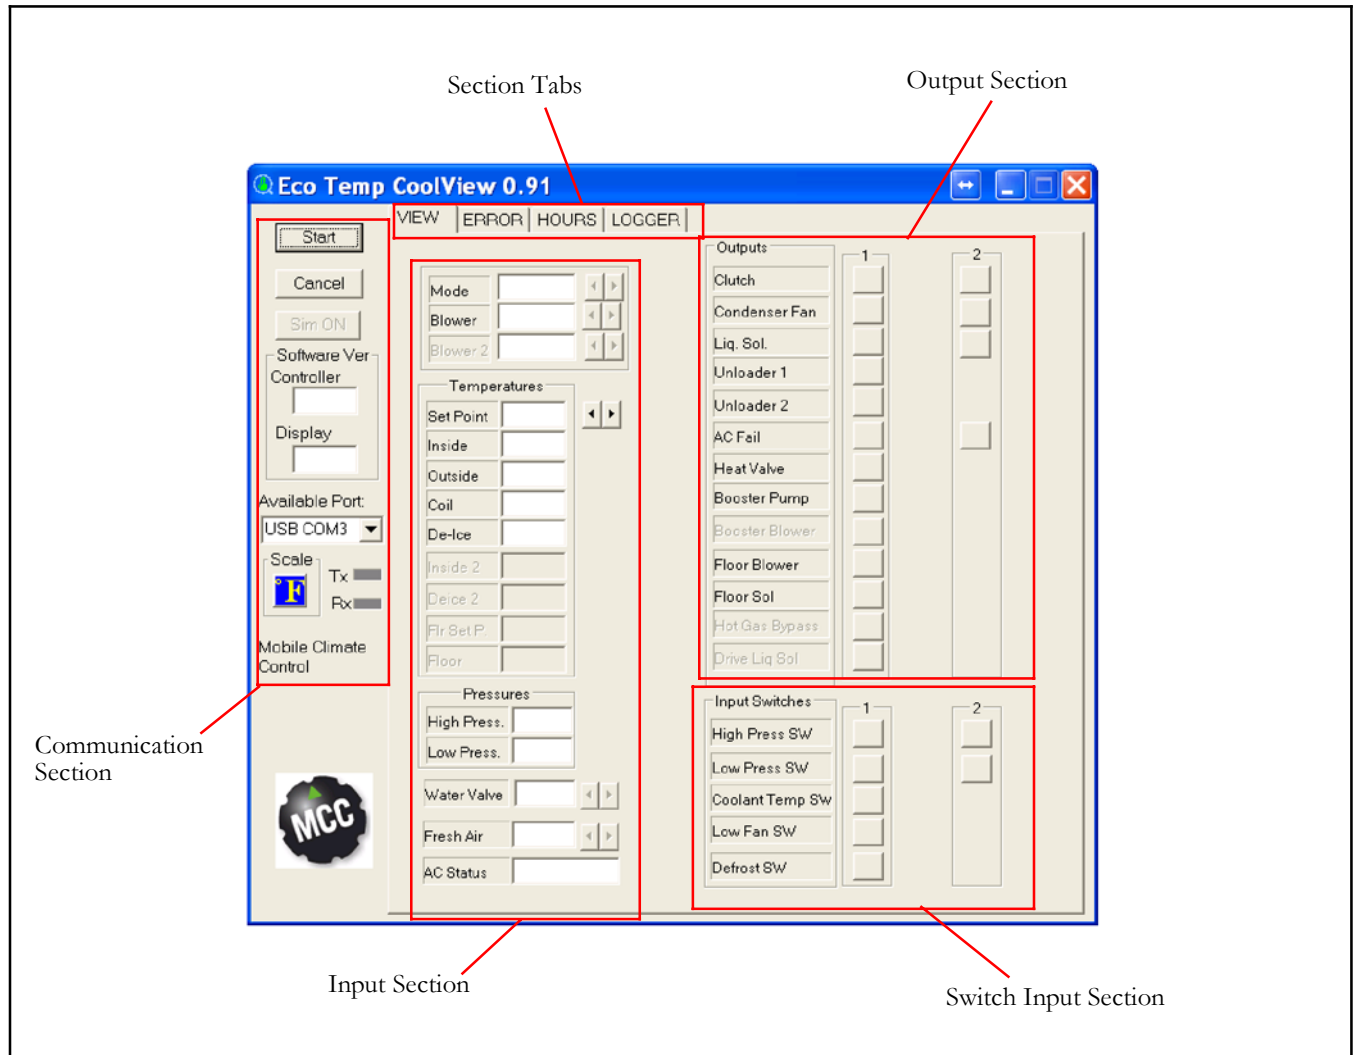 Section Tabs
Output Section
Eco Temp CoolView 0.91
VIEW ERROR HOURS LOGGER
Start
Cancel
Sim ON
Software Ver
Controller
Display
Available Port:
USB COM3
Scale
°F
Tx
Rx
Mobile Climate
Control
MCC
Mode
Blower
Blower 2
Temperatures
Set Point
Inside
Outside
Coil
De-Ice
Inside 2
Deice 2
Flr Set P.
Floor
Pressures
High Press.
Low Press.
Water Valve
Fresh Air
AC Status
Outputs
1
2
Clutch
Condenser Fan
Liq. Sol.
Unloader 1
Unloader 2
AC Fail
Heat Valve
Booster Pump
Booster Blower
Floor Blower
Floor Sol
Hot Gas Bypass
Drive Liq Sol
Input Switches
1
2
High Press SW
Low Press SW
Coolant Temp SW
Low Fan SW
Defrost SW
Communication
Section
Input Section
Switch Input Section